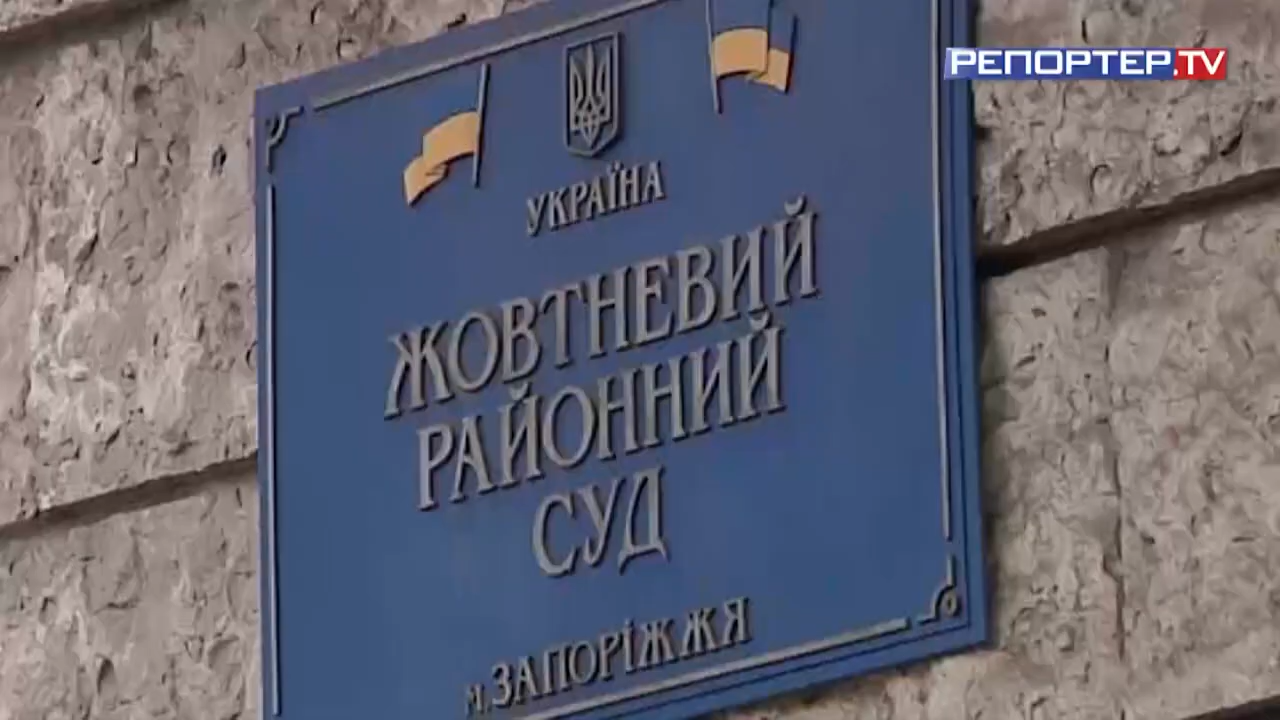 РЕПОРТЕР.TV
УКРАЇНА
ЖОВТНЕВИЙ
РАЙОННИЙ
СУД
м.ЗАПОРІЖЖЯ